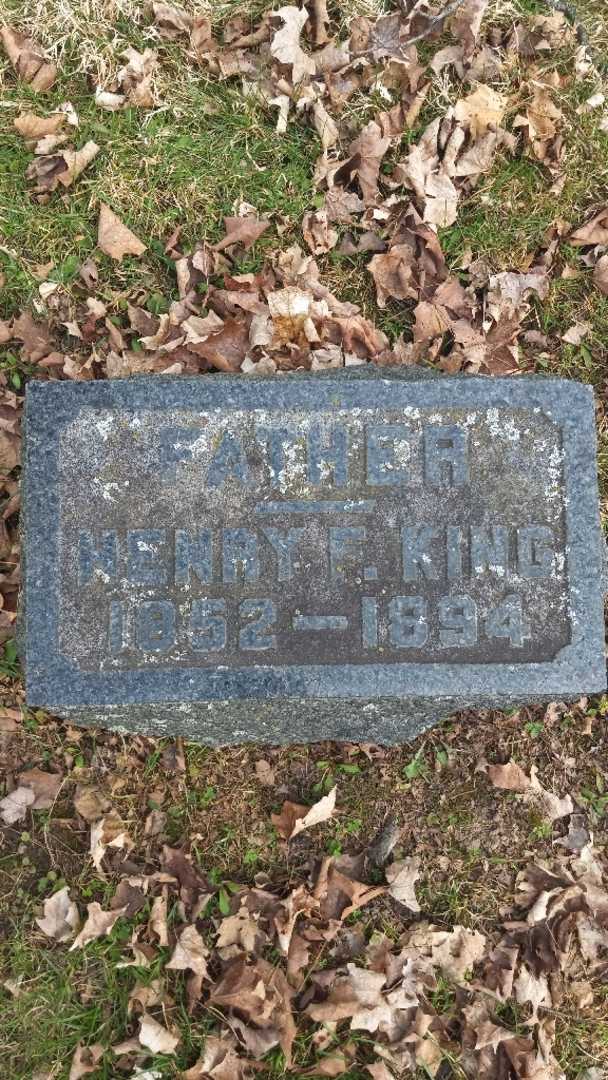 FATHER
HENRY F. KING
1852 — 1894